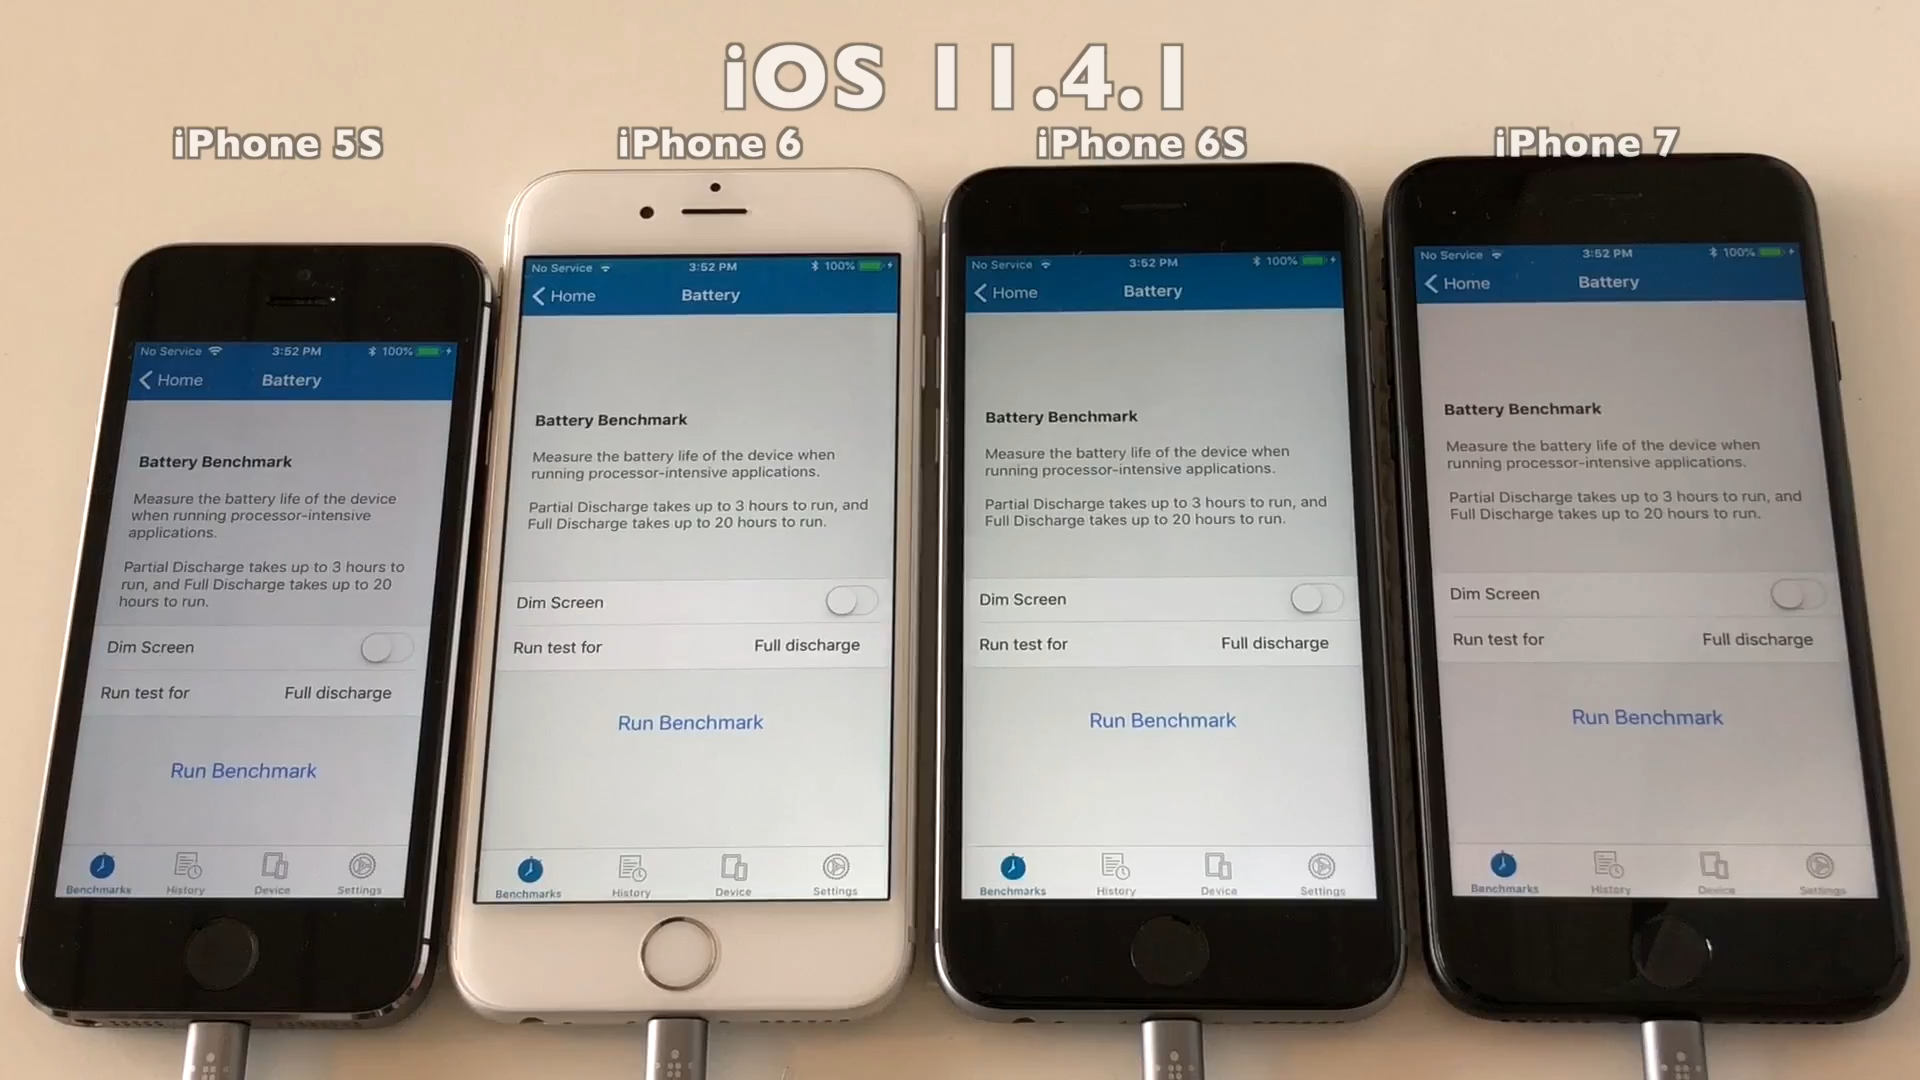 iOS 11.4.1
iPhone 5S
iPhone 6
iPhone 6S
iPhone 7
No Service
3:52 PM
100%
Home
Battery
Battery Benchmark
Measure the battery life of the device
when running processor-intensive
applications.
Partial Discharge takes up to 3 hours to
run, and Full Discharge takes up to 20
hours to run.
Dim Screen
Run test for
Full discharge
Run Benchmark
Benchmarks
History
Device
Settings
No Service
3:52 PM
100%
Home
Battery
Battery Benchmark
Measure the battery life of the device when
running processor-intensive applications.
Partial Discharge takes up to 3 hours to run, and
Full Discharge takes up to 20 hours to run.
Dim Screen
Run test for
Full discharge
Run Benchmark
Benchmarks
History
Device
Settings
No Service
3:52 PM
100%
Home
Battery
Battery Benchmark
Measure the battery life of the device when
running processor-intensive applications.
Partial Discharge takes up to 3 hours to run, and
Full Discharge takes up to 20 hours to run.
Dim Screen
Run test for
Full discharge
Run Benchmark
Benchmarks
History
Device
Settings
No Service
3:52 PM
100%
Home
Battery
Battery Benchmark
Measure the battery life of the device when
running processor-intensive applications.
Partial Discharge takes up to 3 hours to run, and
Full Discharge takes up to 20 hours to run.
Dim Screen
Run test for
Full discharge
Run Benchmark
Benchmarks
History
Device
Settings